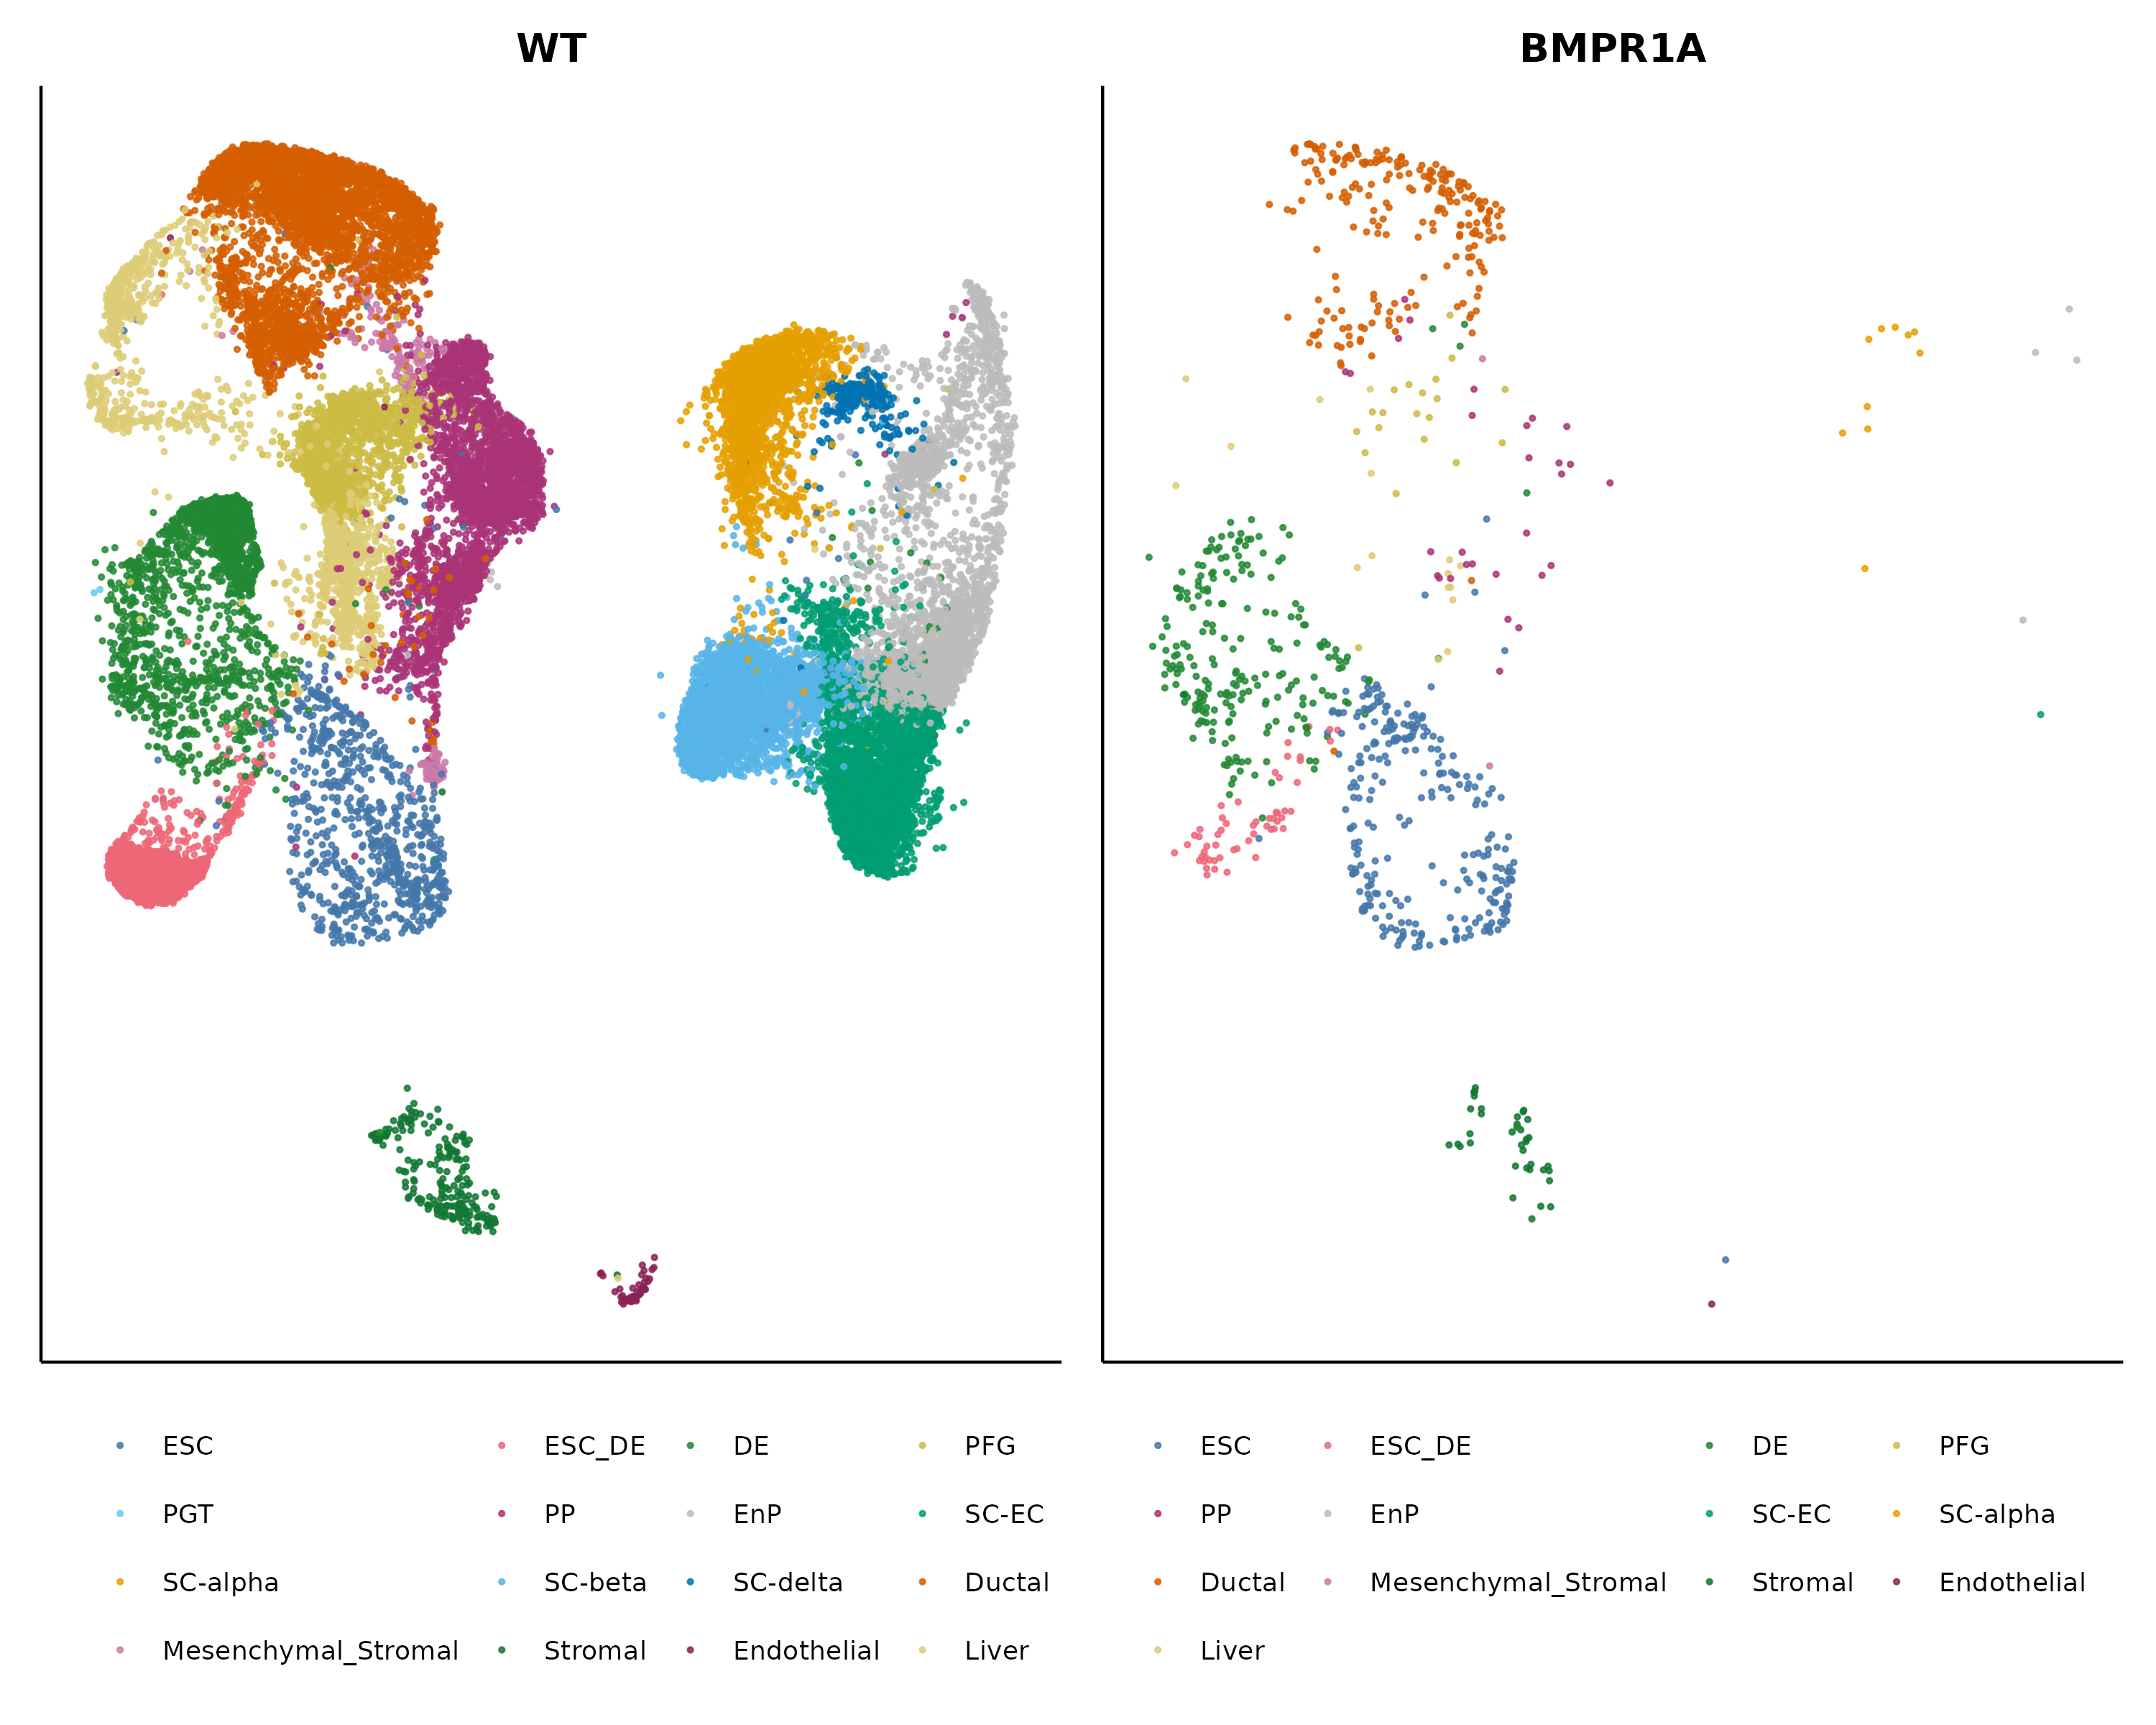 WT
BMPR1A
ESC ESC_DE DE PFG
PGT PP EnP SC-EC
SC-alpha SC-beta SC-delta Ductal
Mesenchymal_Stromal Stromal Endothelial Liver
ESC ESC_DE DE PFG
PP EnP SC-EC SC-alpha
Ductal Mesenchymal_Stromal Stromal Endothelial
Liver